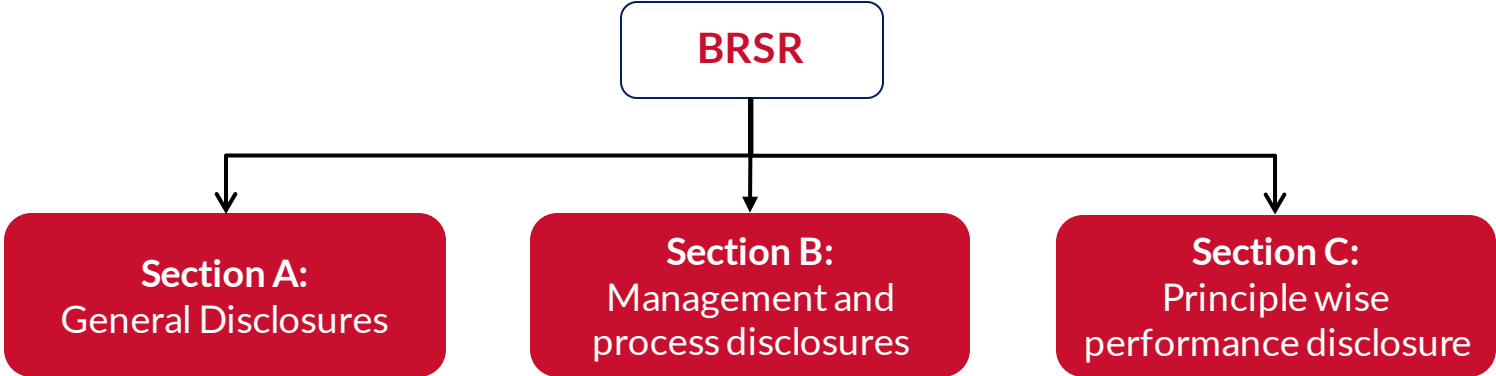 BRSR
Section A:
General Disclosures
Section B:
Management and
process disclosures
Section C:
Principle wise
performance disclosure